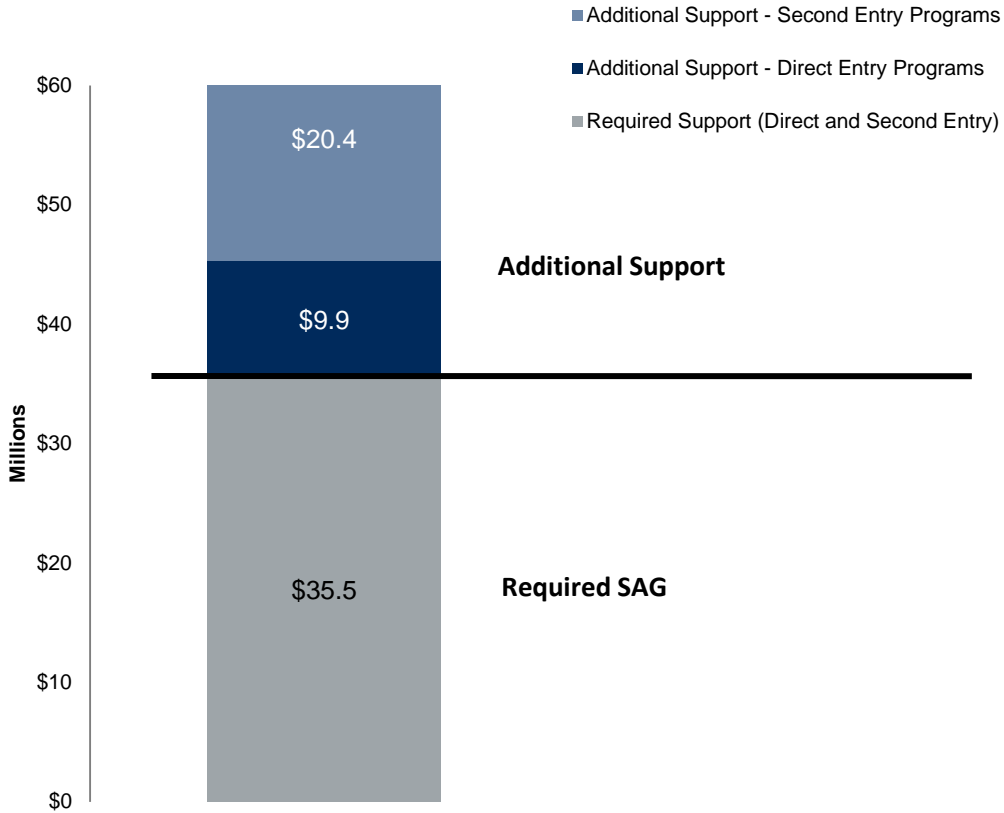 Additional Support - Second Entry Programs
Additional Support - Direct Entry Programs
Required Support (Direct and Second Entry)
$60
$50
$40
$30
$20
$10
$0
Millions
$20.4
$9.9
$35.5
Additional Support
Required SAG